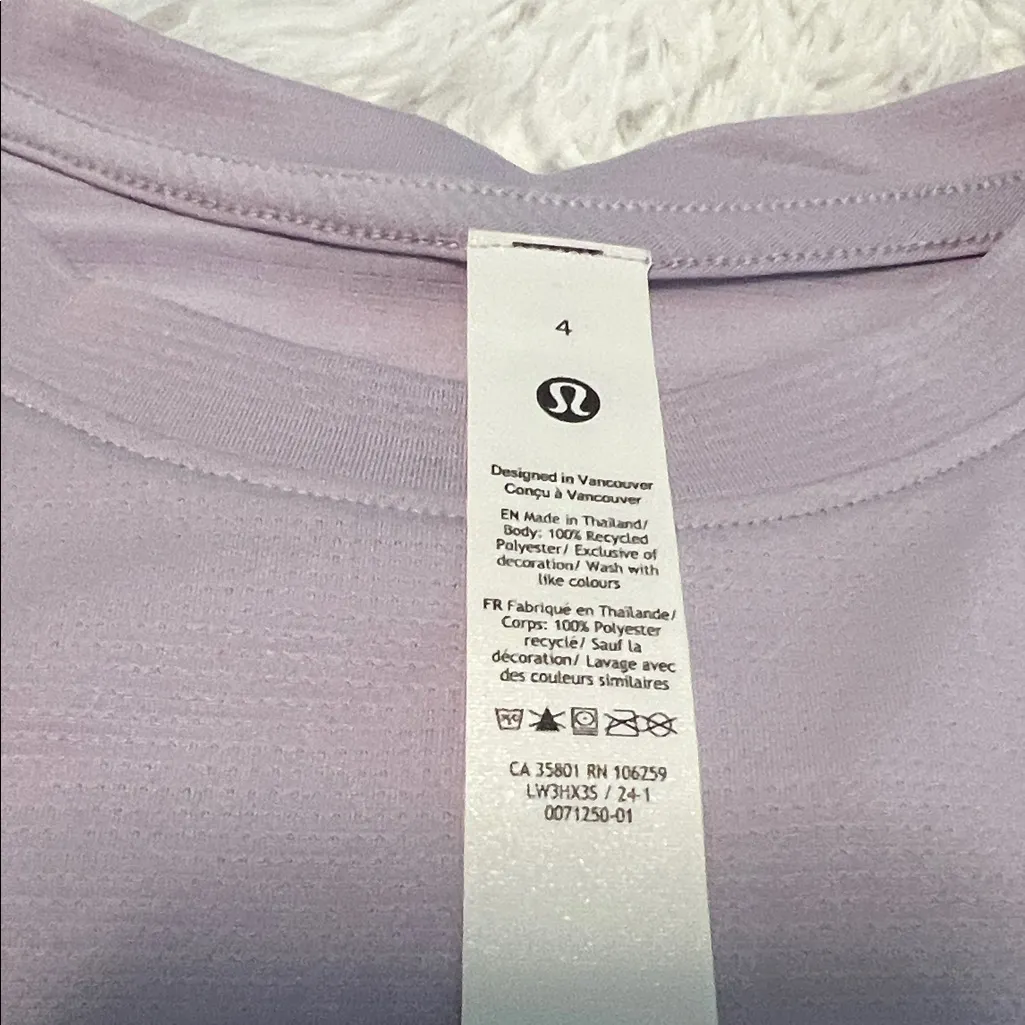 4
Designed in Vancouver
Conçu à Vancouver
EN Made in Thailand/
Body: 100% Recycled
Polyester/ Exclusive of
decoration/ Wash with
like colours
FR Fabriqué en Thaïlande/
Corps: 100% Polyester
recyclé/ Sauf la
décoration/ Lavage avec
des couleurs similaires
CA 35801 RN 106259
LW3HX3S / 24-1
0071250-01